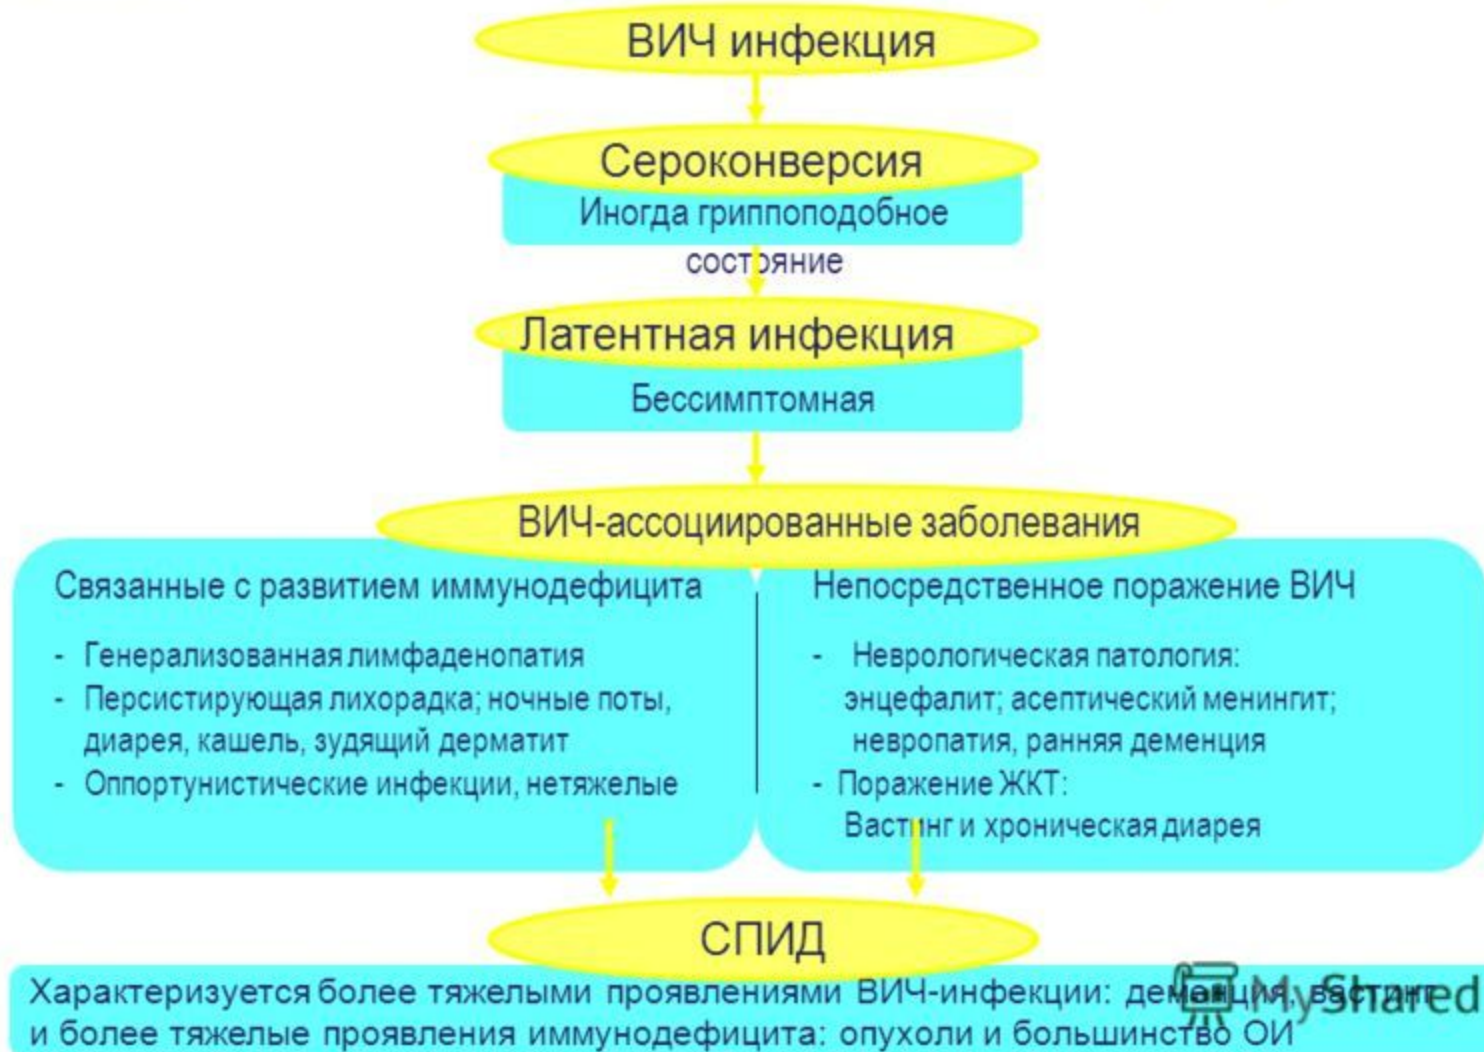 ВИЧ инфекция
Сероконверсия
Иногда гриппоподобное
состояние
Латентная инфекция
Бессимптомная
ВИЧ-ассоциированные заболевания
Связанные с развитием иммунодефицита
- Генерализованная лимфаденопатия
- Персистирующая лихорадка; ночные поты,
диарея, кашель, зудящий дерматит
- Оппортунистические инфекции, нетяжелые
Непосредственное поражение ВИЧ
- Неврологическая патология:
энцефалит; асептический менингит;
невропатия, ранняя деменция
- Поражение ЖКТ:
Вастинг и хроническая диарея
СПИД
Характеризуется более тяжелыми проявлениями ВИЧ-инфекции: деменция, вастинг
и более тяжелые проявления иммунодефицита: опухоли и большинство ОИ
MyShared